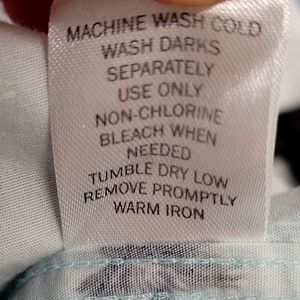 MACHINE WASH COLD
WASH DARKS
SEPARATELY
USE ONLY
NON-CHLORINE
BLEACH WHEN
NEEDED
TUMBLE DRY LOW
REMOVE PROMPTLY
WARM IRON